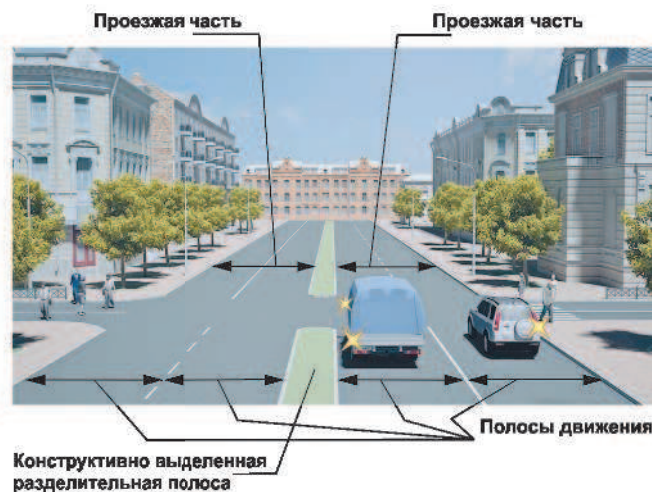 Проезжая часть
Проезжая часть
Полосы движения
Конструктивно выделенная
разделительная полоса